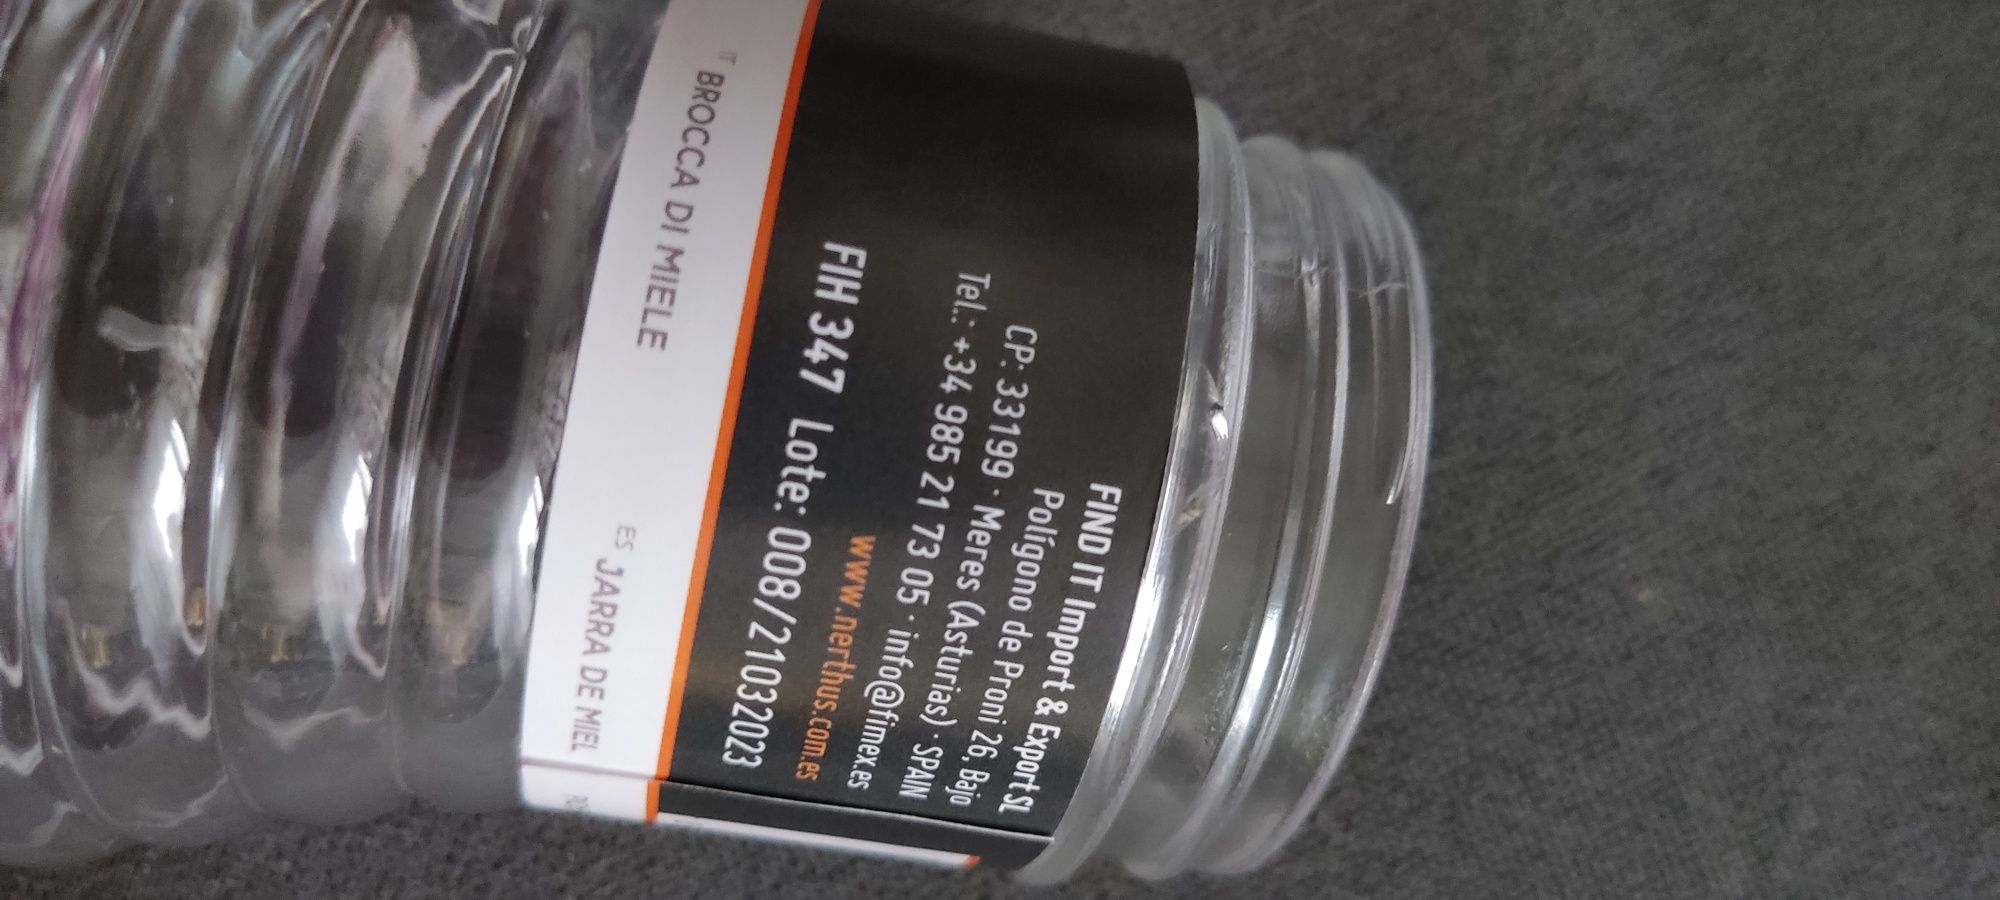 FIND IT Import & Export SL
Polígono de Proni 26, Bajo
CP: 33199 · Meres (Asturias) · SPAIN
Tel.: +34 985 21 73 05 · info@fimex.es
www.nerthus.com.es
FIH 347 Lote: 008/21032023
IT BROCCA DI MIELE
ES JARRA DE MIEL